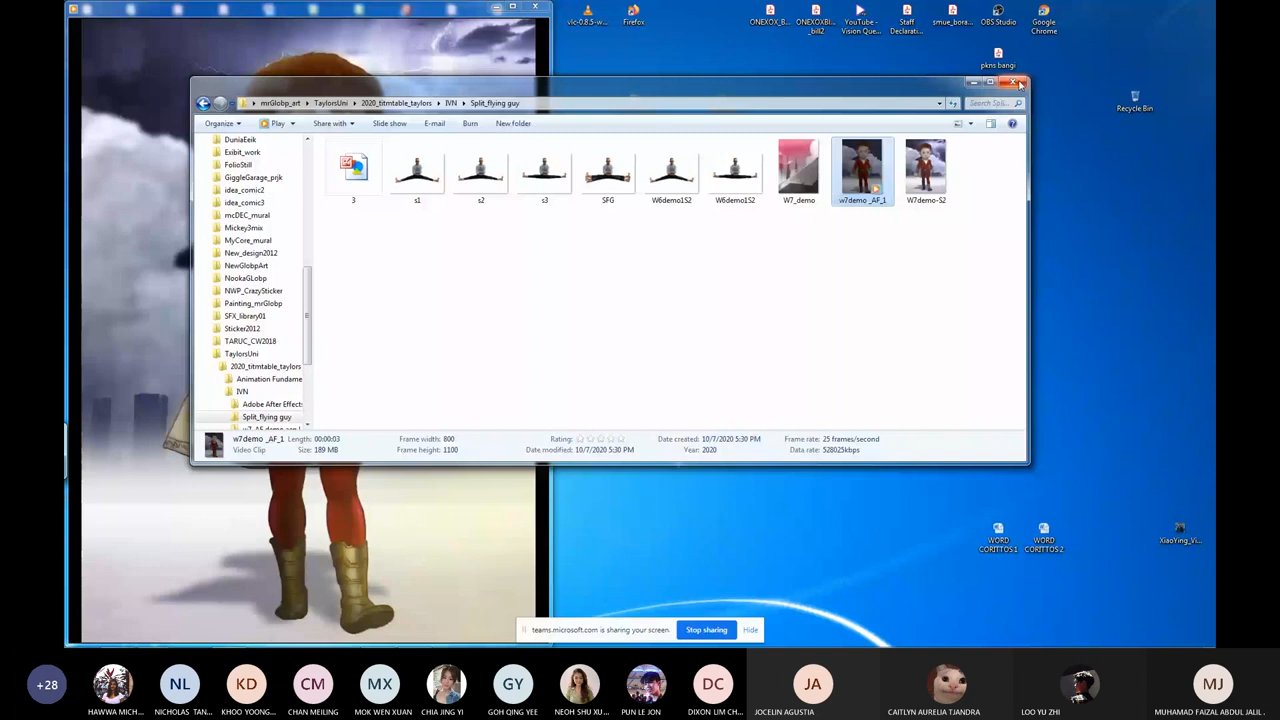 vlc-0.8.5-w...
Firefox
ONEXOX_B...
ONEXOXBI...
_bill2
YouTube -
Vision Que...
Staff
Declarati...
smue_bora...
OBS Studio
Google
Chrome
pkns bangi
Recycle Bin
mrGlobp_art
TaylorsUni
2020_titmtable_taylors
IVN
Split_flying guy
Search Spli...
Organize
Play
Share with
Slide show
E-mail
Burn
New folder
DuniaEeik
Exibit_work
FolioStill
GiggleGarage_prjk
idea_comic2
idea_comic3
mcDEC_mural
Mickey3mix
MyCore_mural
New_design2012
NewGlobpArt
NookaGLobp
NWP_CrazySticker
Painting_mrGlobp
SFX_library01
Sticker2012
TARUC_CW2018
TaylorsUni
2020_titmtable_taylors
Animation Fundame
IVN
Adobe After Effect
Split_flying guy
3
s1
s2
s3
SFG
W6demo1S2
W6demo1S2
W7_demo
w7demo _AF_1
W7demo-S2
w7demo _AF_1
Length: 00:00:03
Frame width: 800
Rating:
Date created: 10/7/2020 5:30 PM
Frame rate: 25 frames/second
Video Clip
Size: 189 MB
Frame height: 1100
Date modified: 10/7/2020 5:30 PM
Year: 2020
Data rate: 528025kbps
WORD
CORITTOS1
WORD
CORITTOS2
XiaoYing_Vi...
teams.microsoft.com is sharing your screen.
Stop sharing
Hide
+28
HAWWA MICH...
NL
NICHOLAS TAN...
KD
KHOO YOONG...
CM
CHAN MEILING
MX
MOK WEN XUAN
CHIA JING YI
GY
GOH QING YEE
NEOH SHU XU...
PUN LE JON
DC
DIXON LIM CH...
JA
JOCELIN AGUSTIA
CAITLYN AURELIA TJANDRA
LOO YU ZHI
MJ
MUHAMAD FAIZAL ABDUL JALIL .